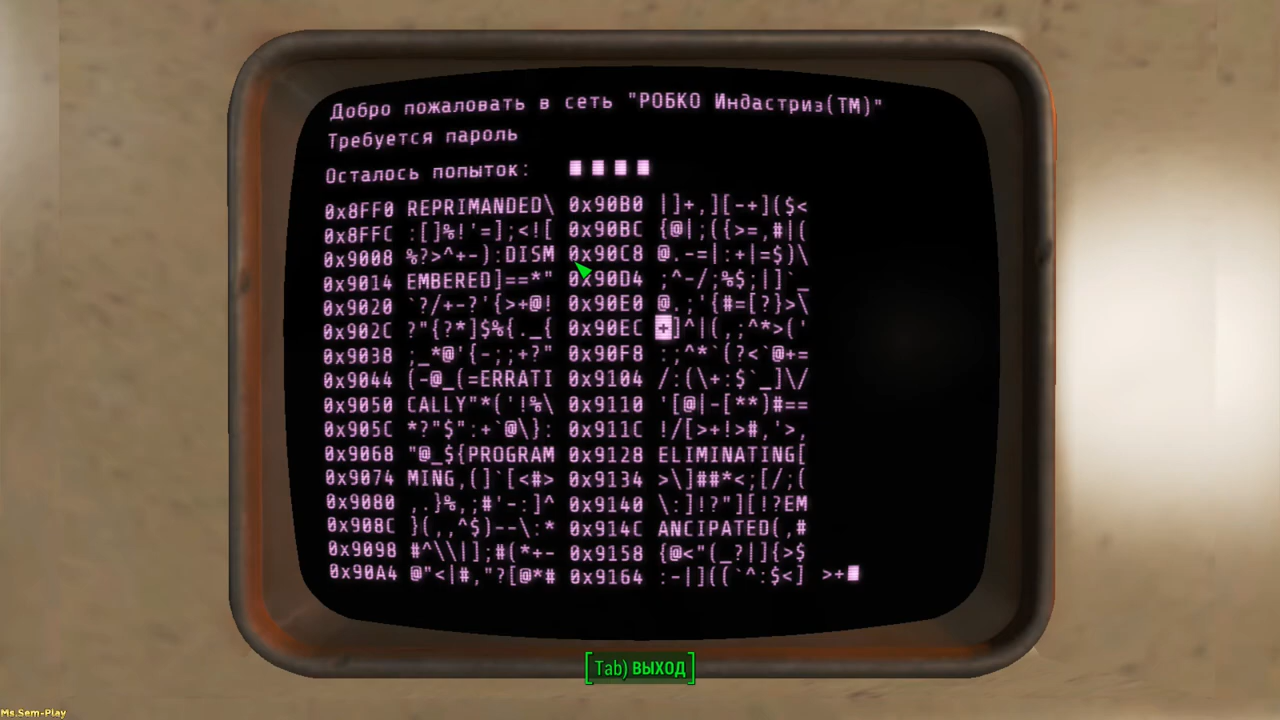 Добро пожаловать в сеть "РОБКО Индастриз(ТМ)"
Требуется пароль
Осталось попыток:
0x8FF0 REPRIMANDED\ 0x90B0 |]+,][-+]($<
0x8FFC :[]%!'=];<![ 0x90BC {@|;({>=,#|(
0x9008 %?>^+-):DISM 0x90C8 @.-=|:+|=$)\
0x9014 EMBERED]==*" 0x90D4 ;^-/;%$;|]`_
0x9020 `?/+-?'{>+@! 0x90E0 @.;'{#=[?}>\
0x902C ?"{?*]$%{._{ 0x90EC +]^|(,;^*>('
0x9038 ;_*@'{-;;+?" 0x90F8 :;^*`(?<`@+=
0x9044 (-@_(=ERRATI 0x9104 /:(\+:$`_]\/
0x9050 CALLY"*('!%\ 0x9110 '[@|-[**)#==
0x905C *?"$":+`@\}: 0x911C !/[>+!>#,'>,
0x9068 "@_${PROGRAM 0x9128 ELIMINATING[
0x9074 MING,(]`[<#> 0x9134 >\]##*<;[/;(
0x9080 ,.}%,;#'-:]^ 0x9140 \:]!?"][!?EM
0x908C }(,,^$)--\:* 0x914C ANCIPATED(,#
0x9098 #^\\|];#(*+- 0x9158 {@<"(_?|]{>$
0x90A4 @"<|#,"?[@*# 0x9164 :-|]((`^:$<] >+
[Tab) ВЫХОД]
Ms.Sem-Play